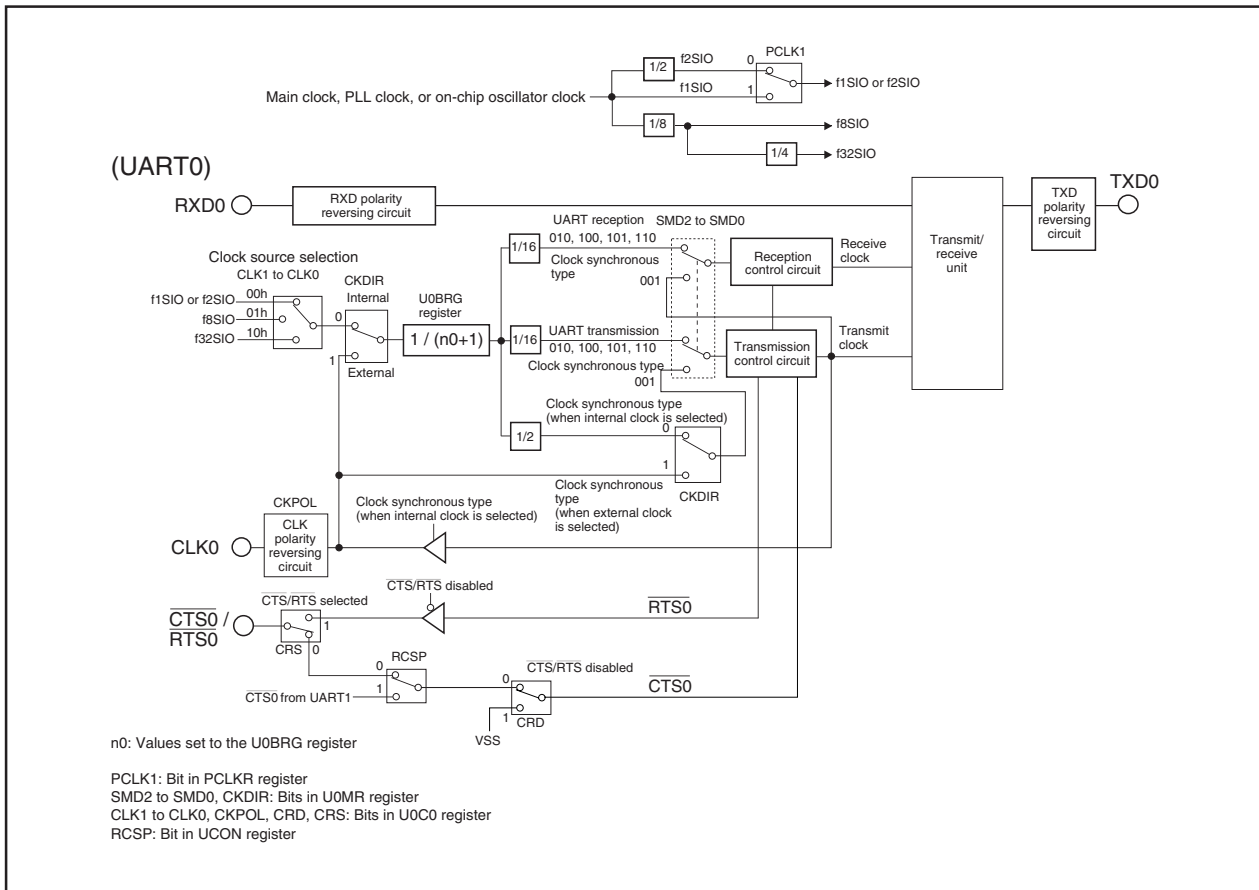 PCLK1
1/2
f2SIO
0
f1SIO
1
f1SIO or f2SIO
Main clock, PLL clock, or on-chip oscillator clock
1/8
f8SIO
1/4
f32SIO
(UART0)
RXD0
RXD polarity
reversing circuit
TXD0
TXD
polarity
reversing
circuit
Transmit/
receive
unit
UART reception
SMD2 to SMD0
1/16
010, 100, 101, 110
Clock synchronous
type
001
Reception
control circuit
Receive
clock
Clock source selection
CLK1 to CLK0
00h
f1SIO or f2SIO
01h
f8SIO
10h
f32SIO
CKDIR
Internal
0
1
External
U0BRG
register
1 / (n0+1)
1/16
UART transmission
010, 100, 101, 110
Clock synchronous type
001
Transmission
control circuit
Transmit
clock
Clock synchronous type
(when internal clock is selected)
1/2
0
1
CKDIR
Clock synchronous
type
(when external clock
is selected)
CKPOL
CLK0
CLK
polarity
reversing
circuit
Clock synchronous type
(when internal clock is selected)
CTS/RTS disabled
CTS/RTS selected
CTS0 /
RTS0
1
CRS
0
RTS0
RCSP
0
1
CTS0 from UART1
CTS/RTS disabled
0
1
CRD
VSS
CTS0
n0: Values set to the U0BRG register
PCLK1: Bit in PCLKR register
SMD2 to SMD0, CKDIR: Bits in U0MR register
CLK1 to CLK0, CKPOL, CRD, CRS: Bits in U0C0 register
RCSP: Bit in UCON register